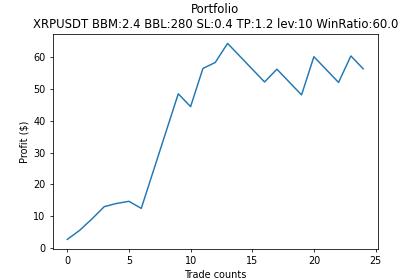 Portfolio
XRPUSDT BBM:2.4 BBL:280 SL:0.4 TP:1.2 lev:10 WinRatio:60.0
Profit ($)
60
50
40
30
20
10
0
0 5 10 15 20 25
Trade counts